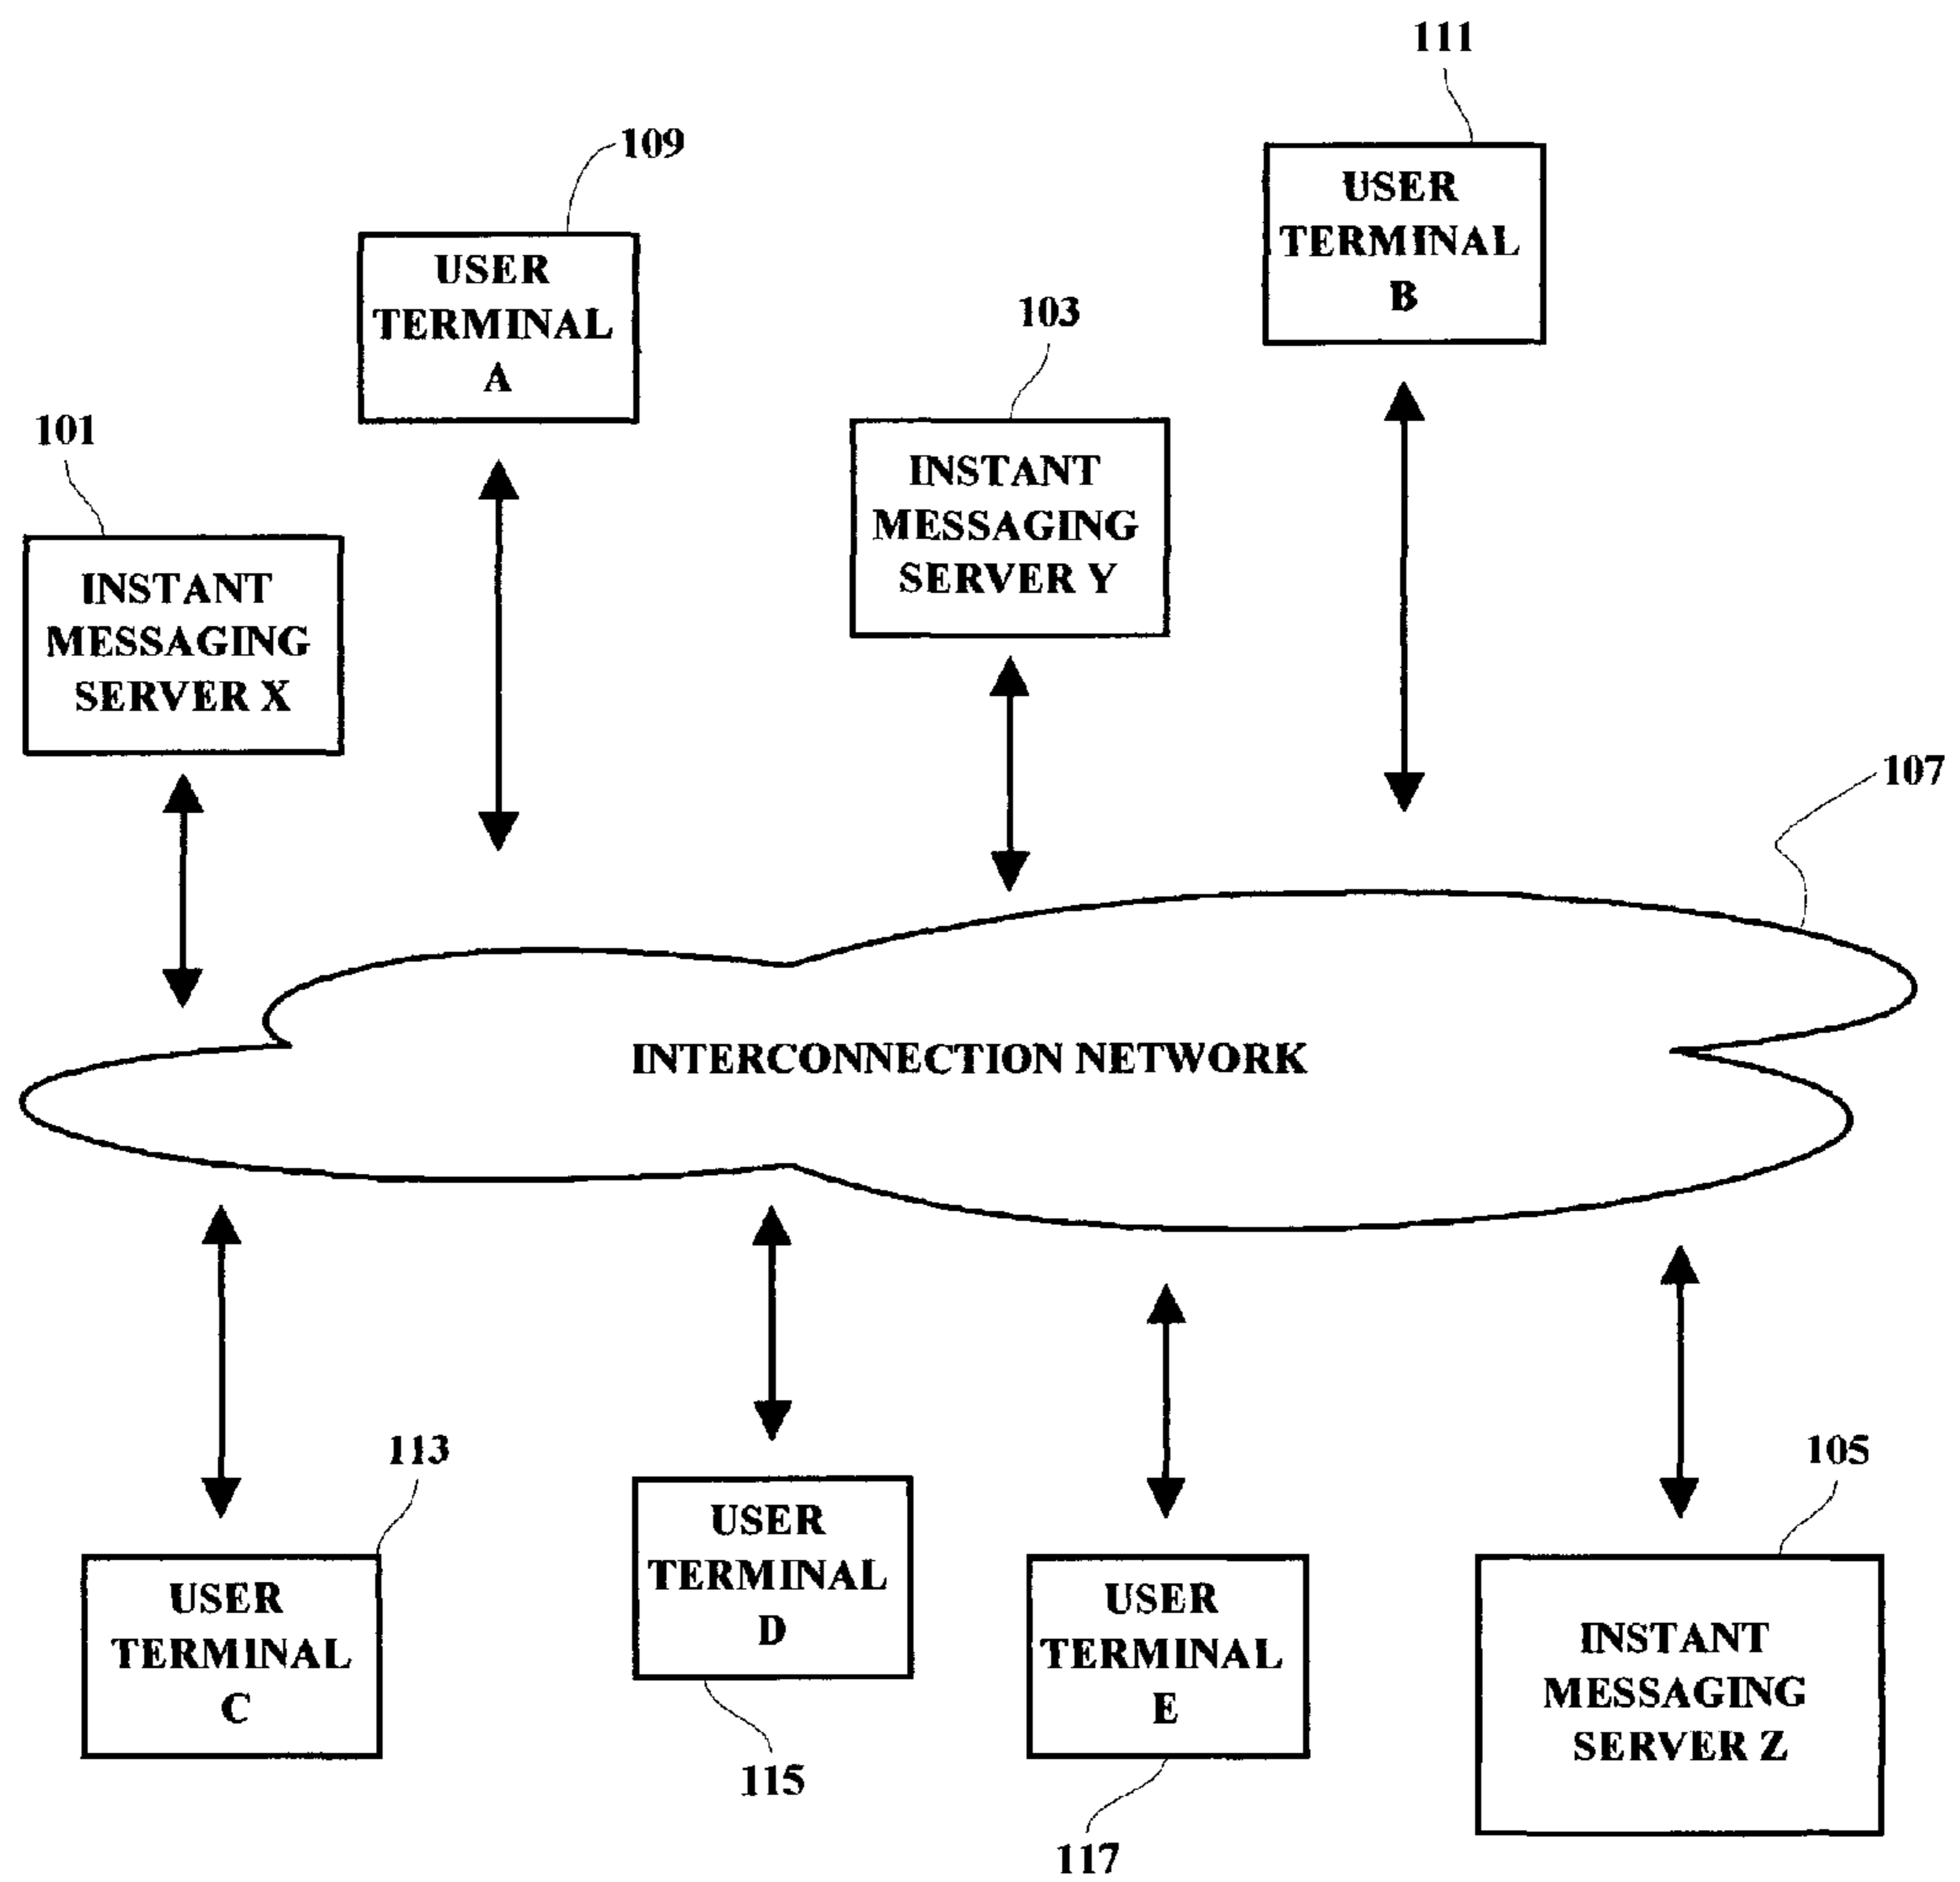 111
109
USER
TERMINAL
B
USER
TERMINAL
A
103
101
INSTANT
MESSAGING
SERVER Y
INSTANT
MESSAGING
SERVER X
107
INTERCONNECTION NETWORK
113
105
USER
TERMINAL
D
USER
TERMINAL
C
USER
TERMINAL
E
INSTANT
MESSAGING
SERVER Z
115
117